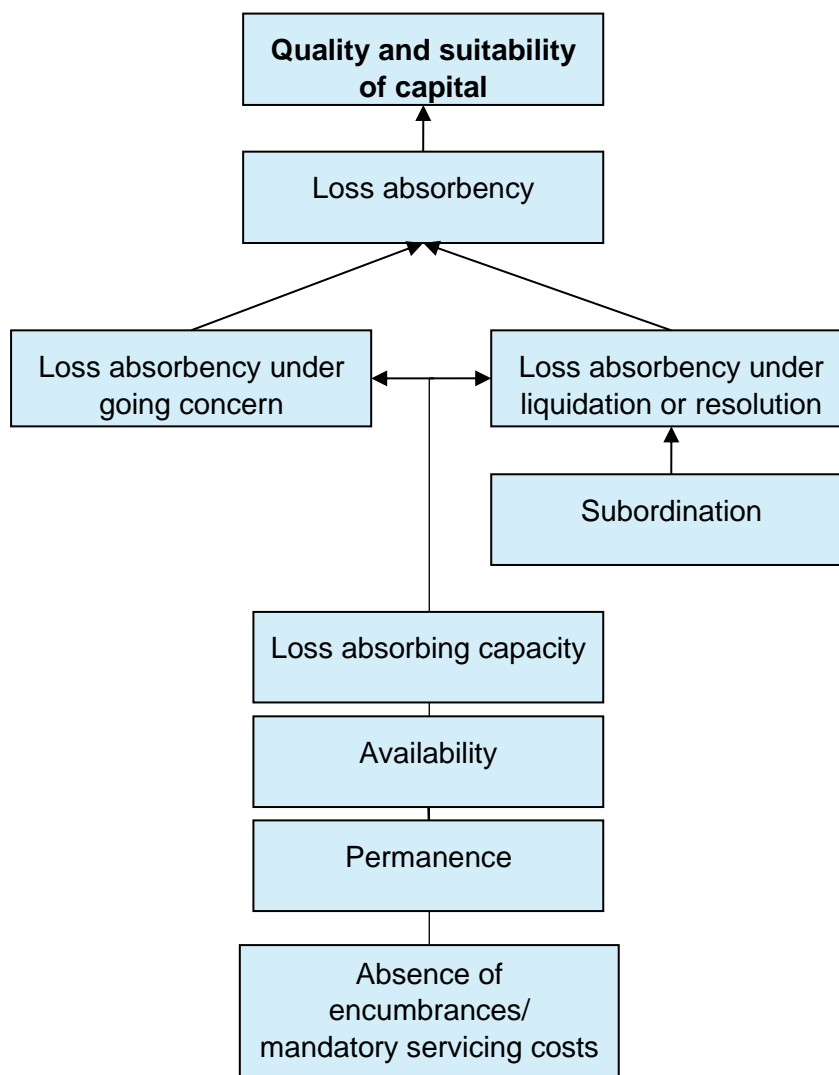 Quality and suitability
of capital
Loss absorbency
Loss absorbency under
going concern
Loss absorbency under
liquidation or resolution
Subordination
Loss absorbing capacity
Availability
Permanence
Absence of
encumbrances/
mandatory servicing costs